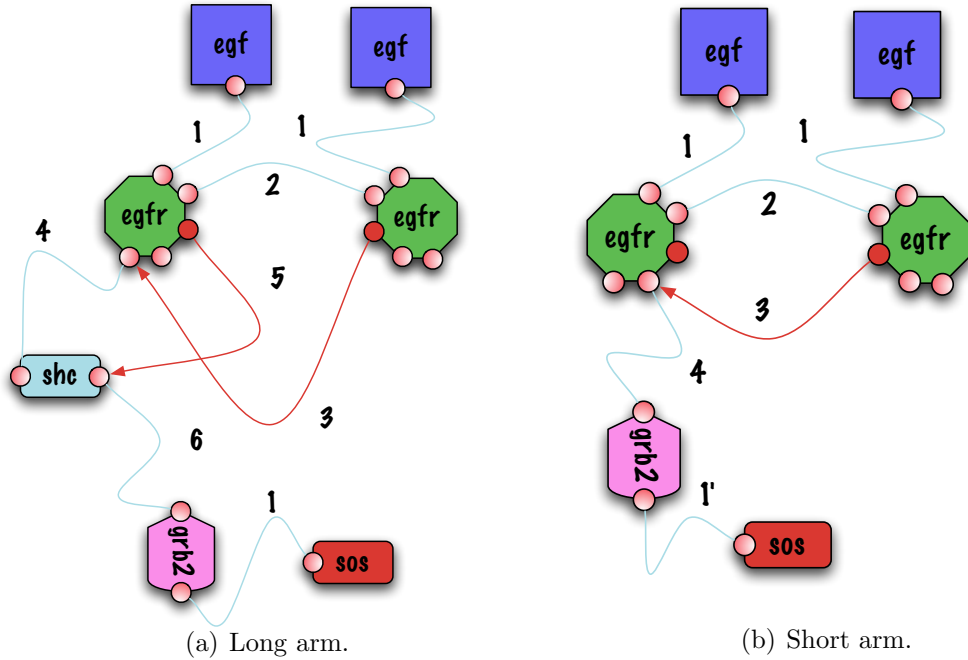 egf
egf
1
1
2
egfr
egfr
4
5
shc
3
6
grb2
1
sos
(a) Long arm.
egf
egf
1
1
2
egfr
egfr
3
4
grb2
1'
sos
(b) Short arm.